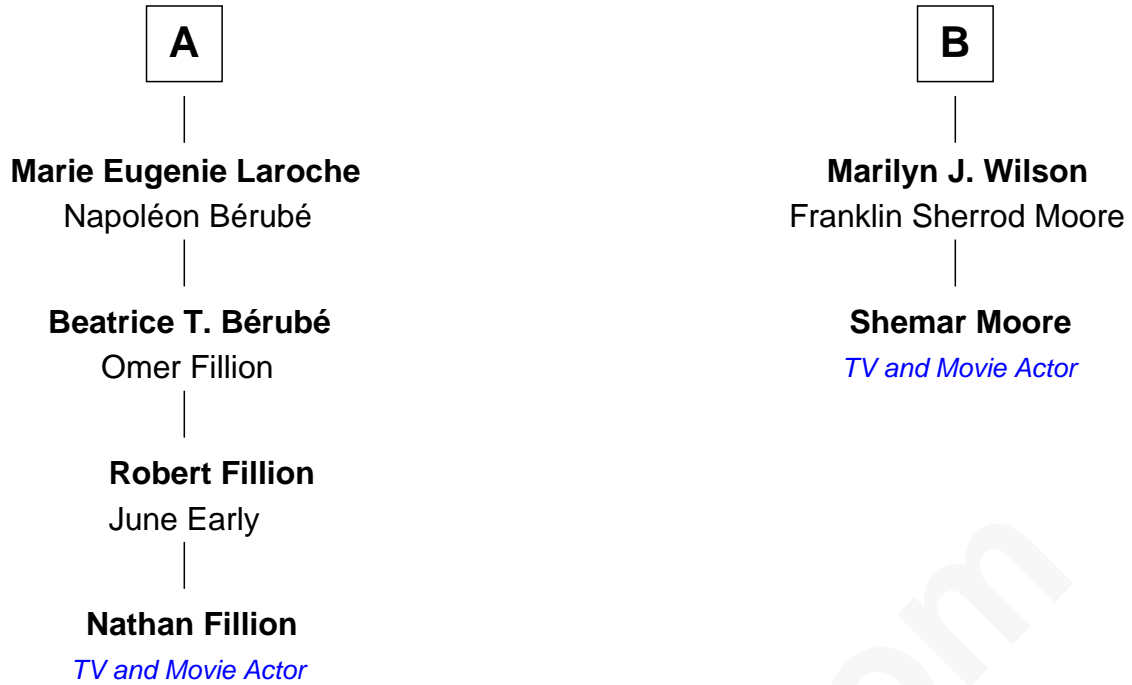 A
Marie Eugenie Laroche
Napoléon Bérubé
Beatrice T. Bérubé
Omer Fillion
Robert Fillion
June Early
Nathan Fillion
TV and Movie Actor
B
Marilyn J. Wilson
Franklin Sherrod Moore
Shemar Moore
TV and Movie Actor
om